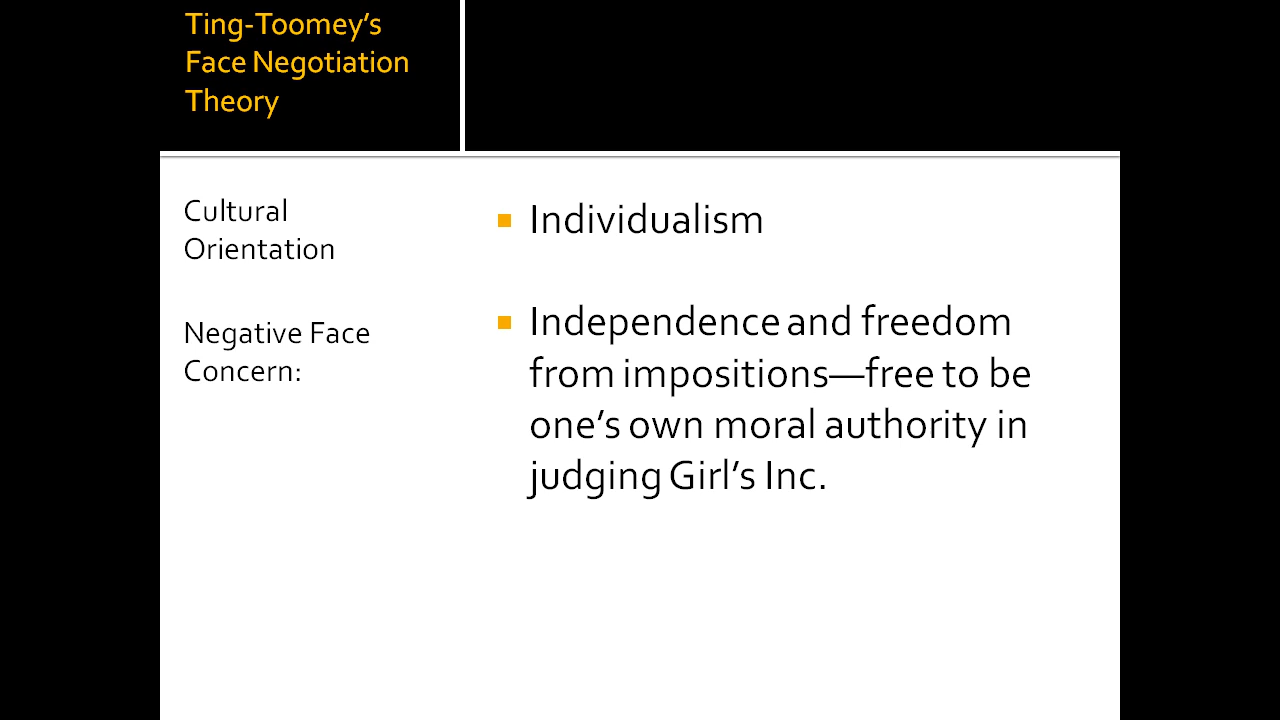 Ting-Toomey’s
Face Negotiation
Theory
Cultural
Orientation
Negative Face
Concern:
Individualism
Independence and freedom
from impositions—free to be
one’s own moral authority in
judging Girl’s Inc.